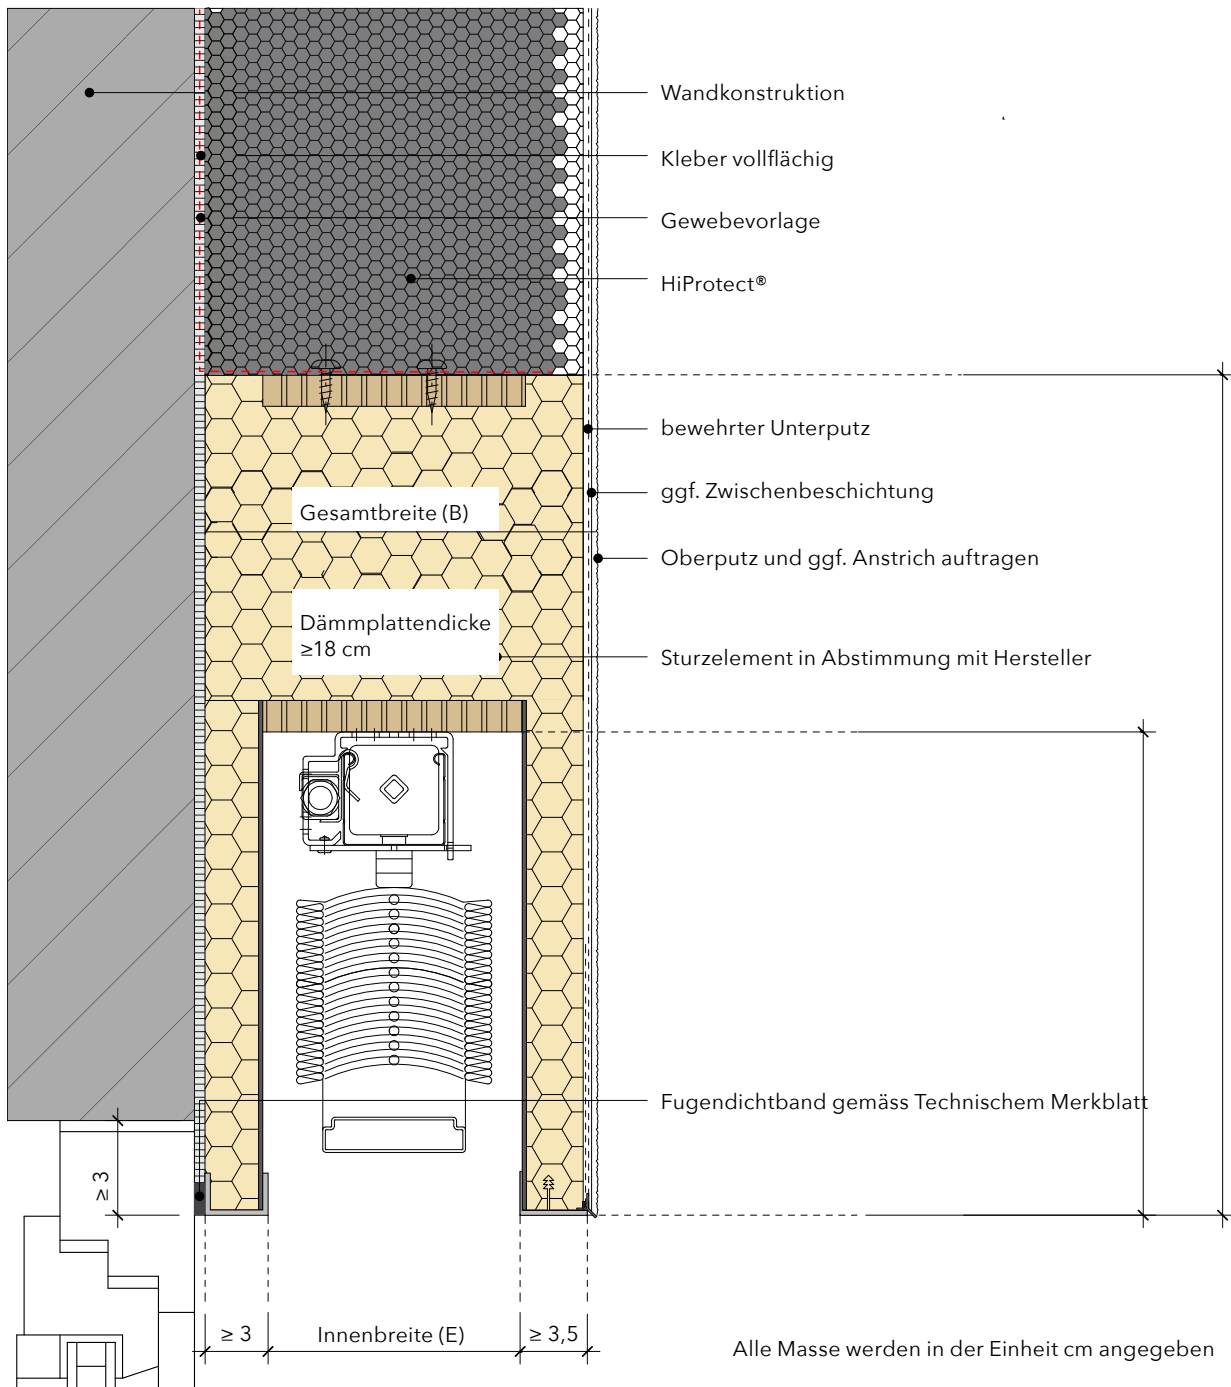 Wandkonstruktion
Kleber vollflächig
Gewebevorlage
HiProtect®
bewehrter Unterputz
ggf. Zwischenbeschichtung
Gesamtbreite (B)
Oberputz und ggf. Anstrich auftragen
Dämmplattendicke
≥18 cm
Sturzelement in Abstimmung mit Hersteller
Fugendichtband gemäss Technischem Merkblatt
≥ 3
≥ 3
Innenbreite (E)
≥ 3,5
Alle Masse werden in der Einheit cm angegeben